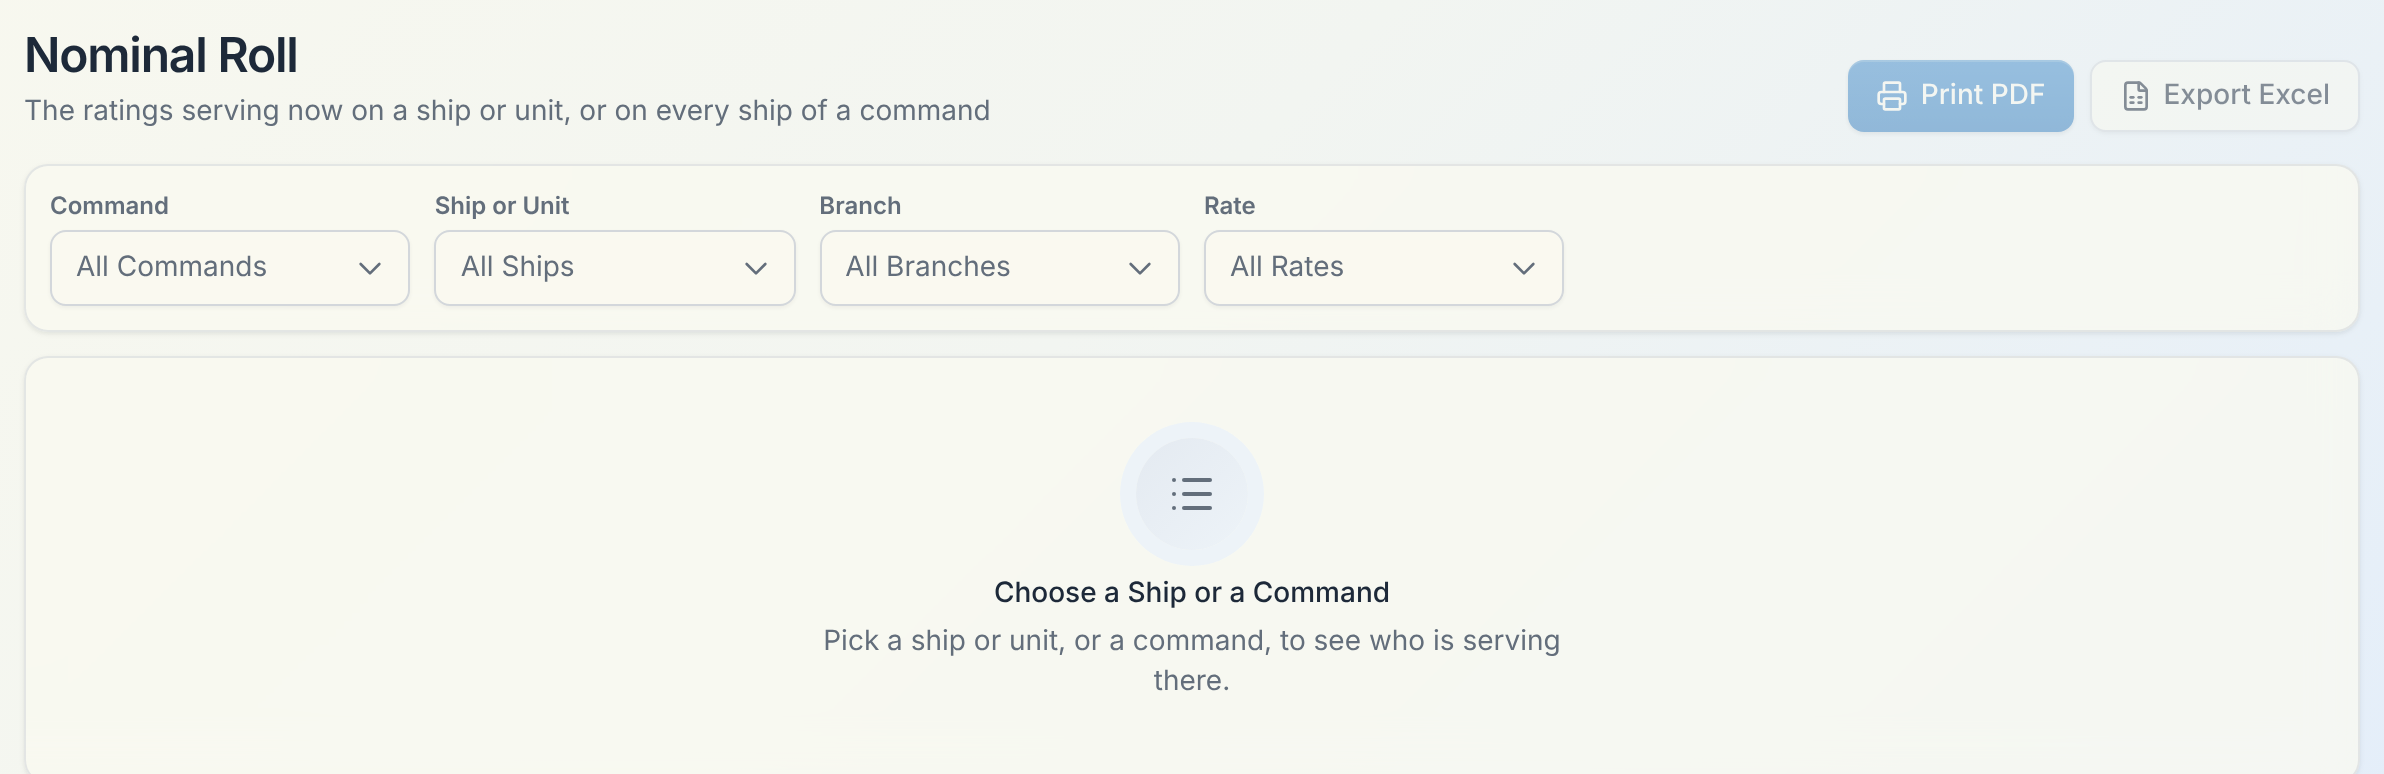 Nominal Roll
The ratings serving now on a ship or unit, or on every ship of a command
Print PDF
Export Excel
Command
Ship or Unit
Branch
Rate
All Commands
All Ships
All Branches
All Rates
Choose a Ship or a Command
Pick a ship or unit, or a command, to see who is serving
there.